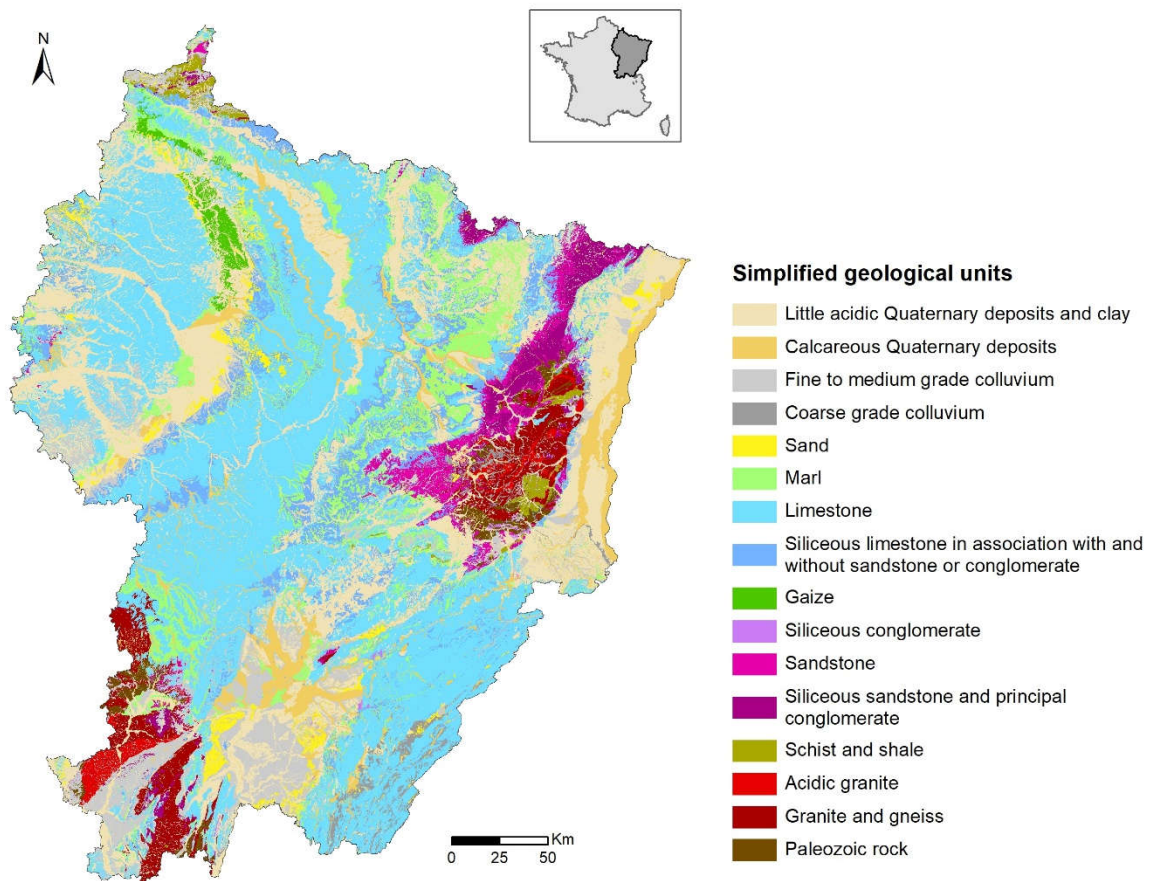 N
Simplified geological units
Little acidic Quaternary deposits and clay
Calcareous Quaternary deposits
Fine to medium grade colluvium
Coarse grade colluvium
Sand
Marl
Limestone
Siliceous limestone in association with and
without sandstone or conglomerate
Gaize
Siliceous conglomerate
Sandstone
Siliceous sandstone and principal
conglomerate
Schist and shale
Acidic granite
Granite and gneiss
Paleozoic rock
Km
0 25 50